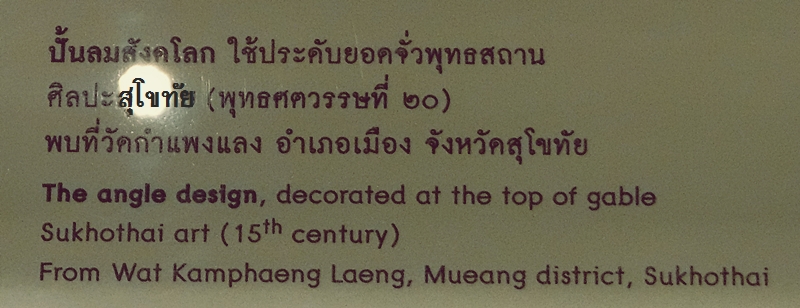 ปั้นลมสังคโลก ใช้ประดับยอดจั่วพุทธสถาน
ศิลปะสุโขทัย (พุทธศตวรรษที่ ๒๐)
พบที่วัดกำแพงแลง อำเภอเมือง จังหวัดสุโขทัย
The angle design, decorated at the top of gable
Sukhothai art (15th century)
From Wat Kamphaeng Laeng, Mueang district, Sukhothai